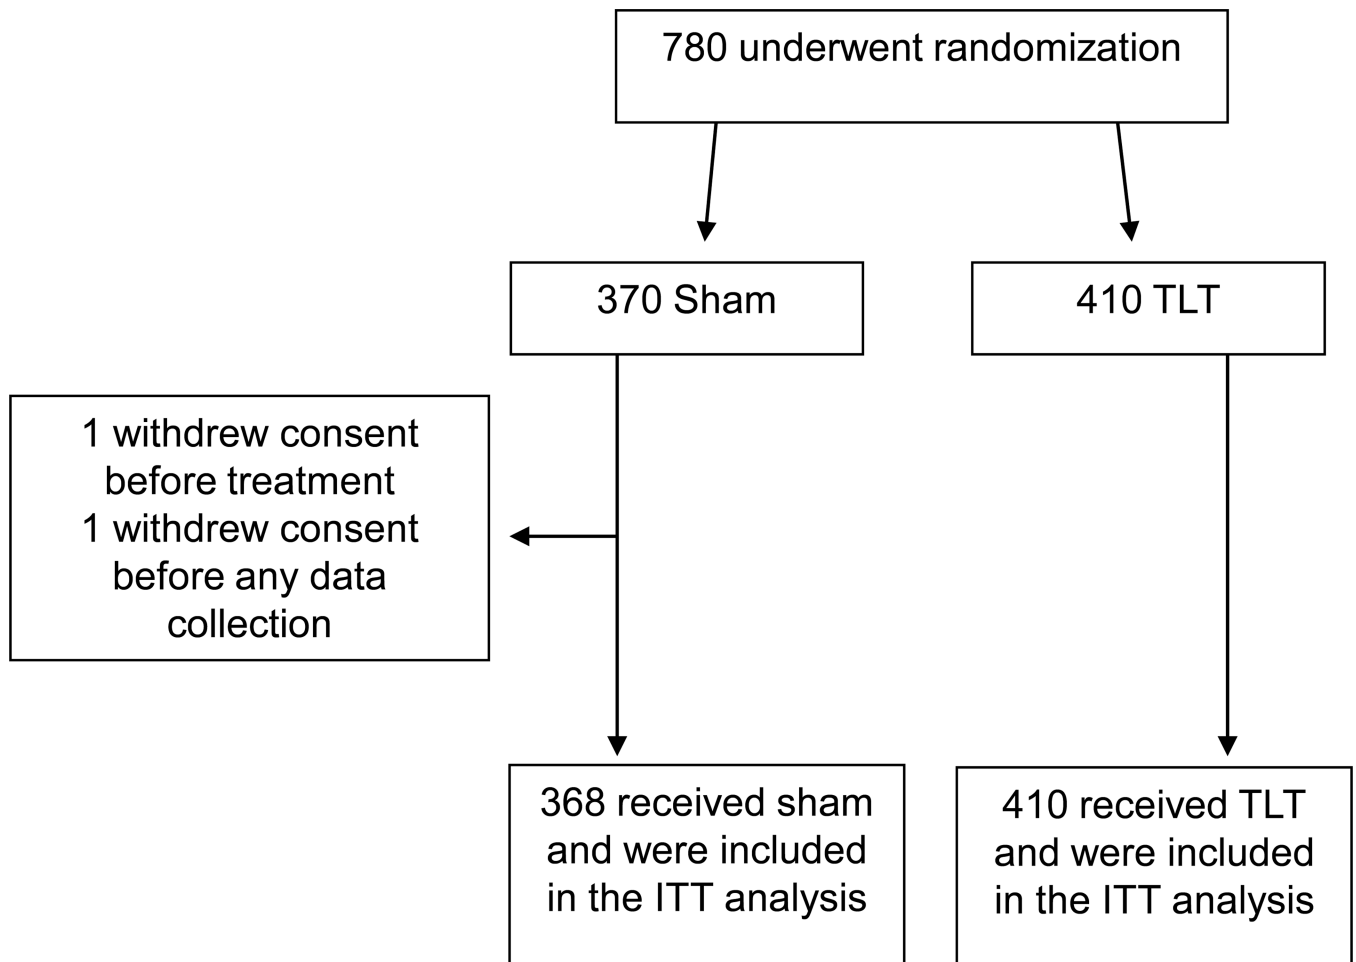 780 underwent randomization
370 Sham
410 TLT
1 withdrew consent
before treatment
1 withdrew consent
before any data
collection
368 received sham
and were included
in the ITT analysis
410 received TLT
and were included
in the ITT analysis